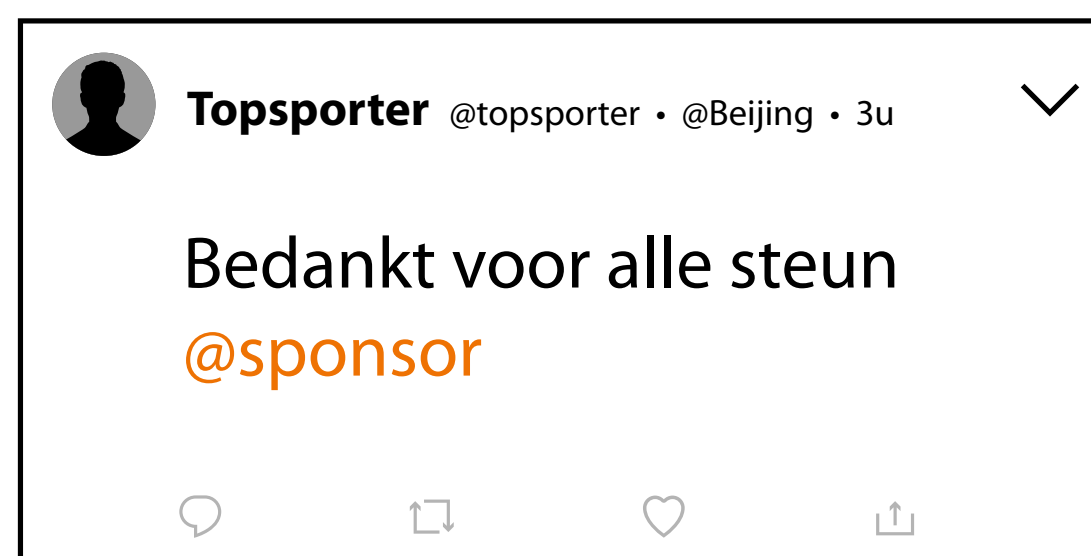 Topsporter @topsporter • @Beijing • 3u
Bedankt voor alle steun
@sponsor